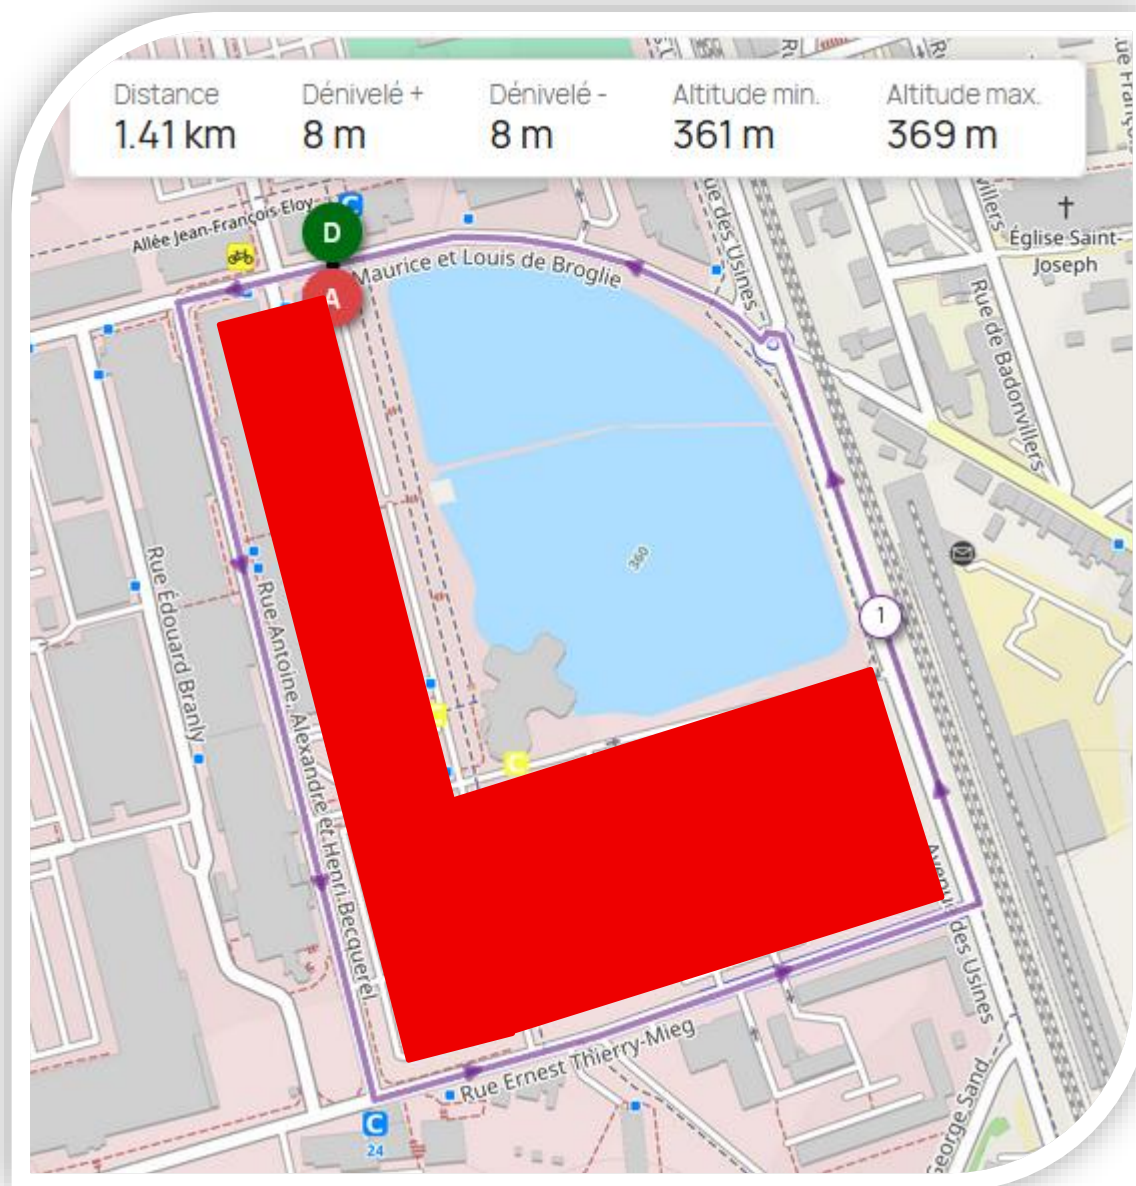 Distance
1.41 km
Dénivelé +
8 m
Dénivelé -
8 m
Altitude min.
361 m
Altitude max.
369 m
Allée Jean-François Eloy
C
D
A
Maurice et Louis de Broglie
ue des Usines
Église Saint-
Joseph
villers
Rue de Badonvillers
Rue Édouard Branly
Rue Antoine, Alexandre et Henri Becquerel
360
1
C
Avenue des Usines
Rue Ernest Thierry-Mieg
George Sand
C
24